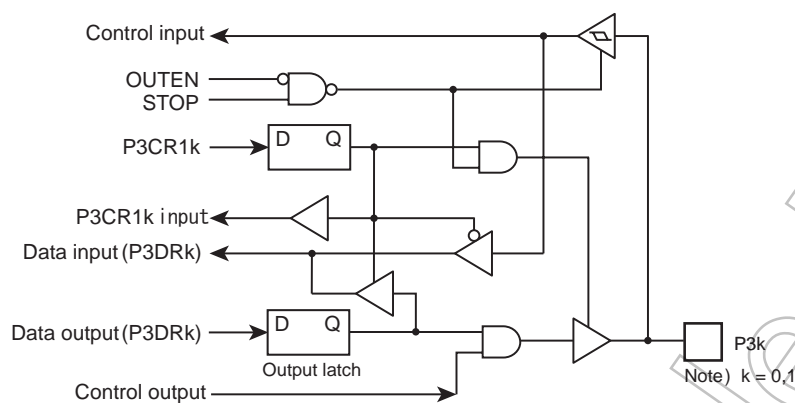 Control input
OUTEN
STOP
P3CR1k
D Q
P3CR1k input
Data input (P3DRk)
Data output (P3DRk)
D Q
Output latch
Control output
P3k
Note) k = 0,1